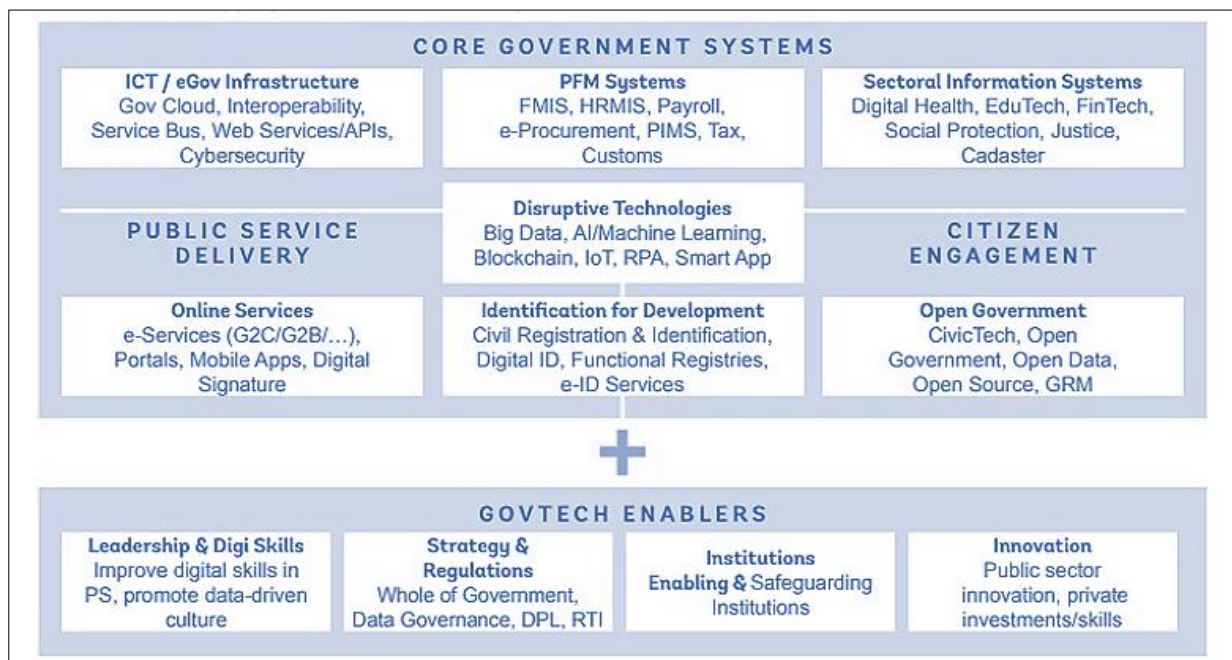 CORE GOVERNMENT SYSTEMS
ICT / eGov Infrastructure
Gov Cloud, Interoperability,
Service Bus, Web Services/APIs,
Cybersecurity
PFM Systems
FMIS, HRMIS, Payroll,
e-Procurement, PIMS, Tax,
Customs
Sectoral Information Systems
Digital Health, EduTech, FinTech,
Social Protection, Justice,
Cadaster
Disruptive Technologies
Big Data, AI/Machine Learning,
Blockchain, IoT, RPA, Smart App
PUBLIC SERVICE
DELIVERY
CITIZEN
ENGAGEMENT
Online Services
e-Services (G2C/G2B/...),
Portals, Mobile Apps, Digital
Signature
Identification for Development
Civil Registration & Identification,
Digital ID, Functional Registries,
e-ID Services
Open Government
CivicTech, Open
Government, Open Data,
Open Source, GRM
+
GOVTECH ENABLERS
Leadership & Digi Skills
Improve digital skills in
PS, promote data-driven
culture
Strategy &
Regulations
Whole of Government,
Data Governance, DPL, RTI
Institutions
Enabling & Safeguarding
Institutions
Innovation
Public sector
innovation, private
investments/skills